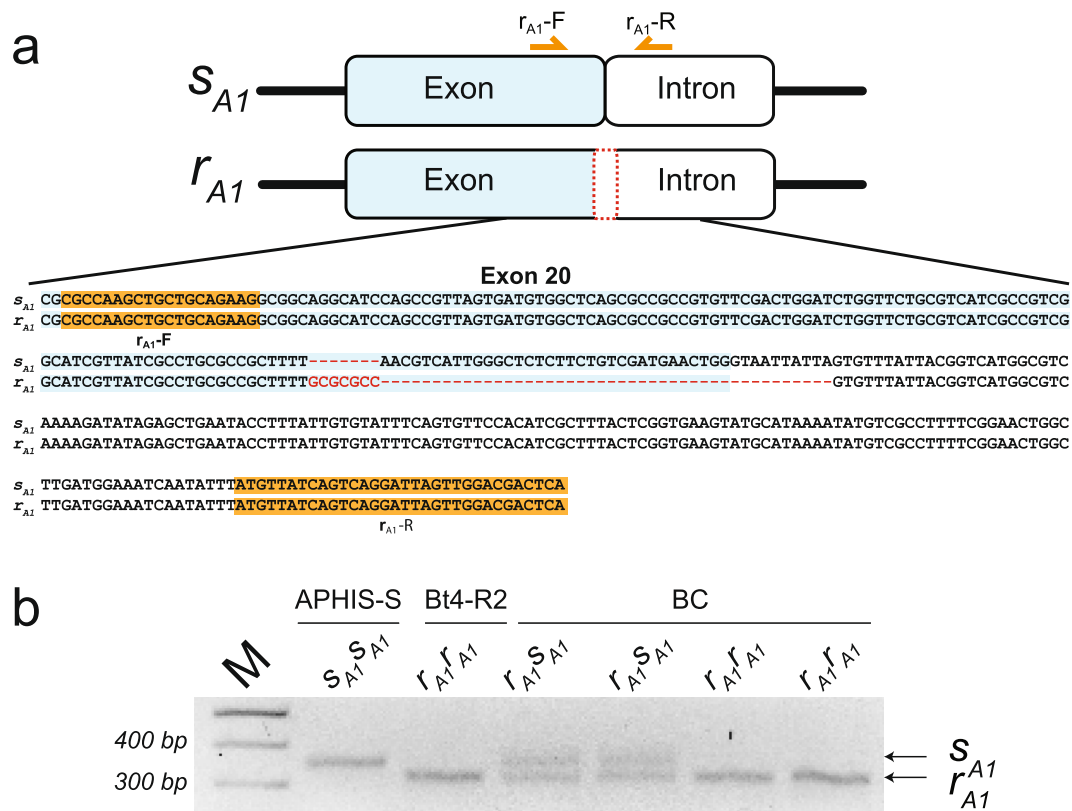 a
rA1-F
rA1-R
sA1
Exon
Intron
rA1
Exon
Intron
Exon 20
sA1 CGCGCCAAGCTGCTGCAGAAGGCGGCAGGCATCCAGCCGTTAGTGATGTGGCTCAGCGCCGCCGTGTTCGACTGGATCTGGTTCTGCGTCATCGCCGTCG
rA1 CGCGCCAAGCTGCTGCAGAAGGCGGCAGGCATCCAGCCGTTAGTGATGTGGCTCAGCGCCGCCGTGTTCGACTGGATCTGGTTCTGCGTCATCGCCGTCG
rA1-F
sA1 GCATCGTTATCGCCTGCGCCGCTTTT-------AACGTCATTGGGCTCTCTTCTGTCGATGAACTGGGTAATTATTAGTGTTTATTACGGTCATGGCGTC
rA1 GCATCGTTATCGCCTGCGCCGCTTTTGCGCGCC--------------------------------------------GTGTTTATTACGGTCATGGCGTC
sA1 AAAAGATATAGAGCTGAATACCTTTATTGTGTATTTCAGTGTTCCACATCGCTTTACTCGGTGAAGTATGCATAAAATATGTCGCCTTTTCGGAACTGGC
rA1 AAAAGATATAGAGCTGAATACCTTTATTGTGTATTTCAGTGTTCCACATCGCTTTACTCGGTGAAGTATGCATAAAATATGTCGCCTTTTCGGAACTGGC
sA1 TTGATGGAAATCAATATTTATGTTATCAGTCAGGATTAGTTGGACGACTCA
rA1 TTGATGGAAATCAATATTTATGTTATCAGTCAGGATTAGTTGGACGACTCA
rA1-R
b
APHIS-S
Bt4-R2
BC
M
sA1sA1
rA1rA1
rA1sA1
rA1sA1
rA1rA1
rA1rA1
400 bp
300 bp
sA1
rA1